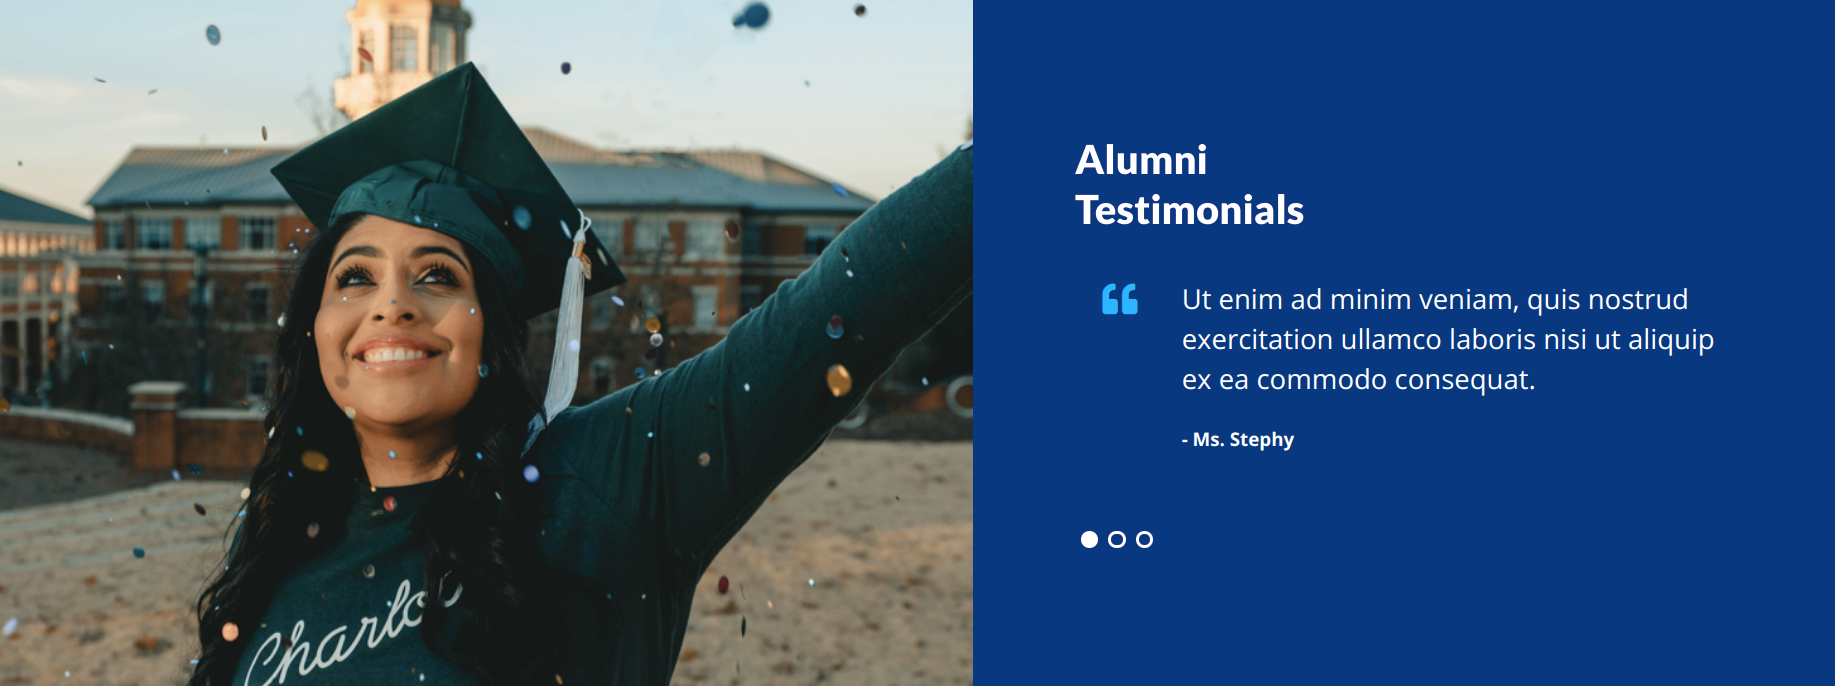 Alumni
Testimonials
Ut enim ad minim veniam, quis nostrud
exercitation ullamco laboris nisi ut aliquip
ex ea commodo consequat.
- Ms. Stephy